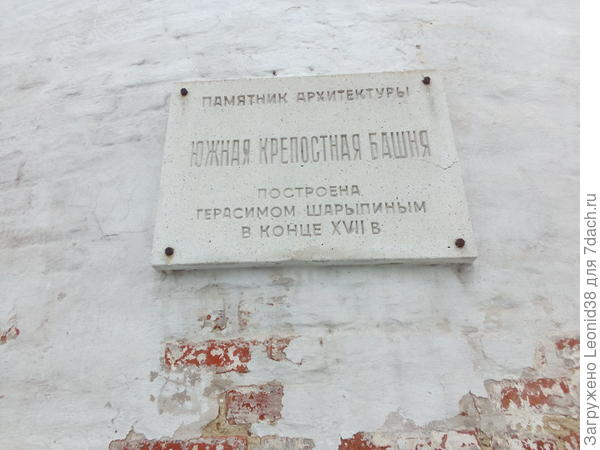 ПАМЯТНИК АРХИТЕКТУРЫ
ЮЖНАЯ КРЕПОСТНАЯ БАШНЯ
ПОСТРОЕНА
ГЕРАСИМОМ ШАРЫПИНЫМ
В КОНЦЕ XVII В
Загружено Leonid38 для 7dach.ru